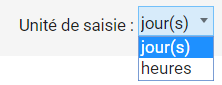 Unité de saisie : jour(s)
jour(s)
heures